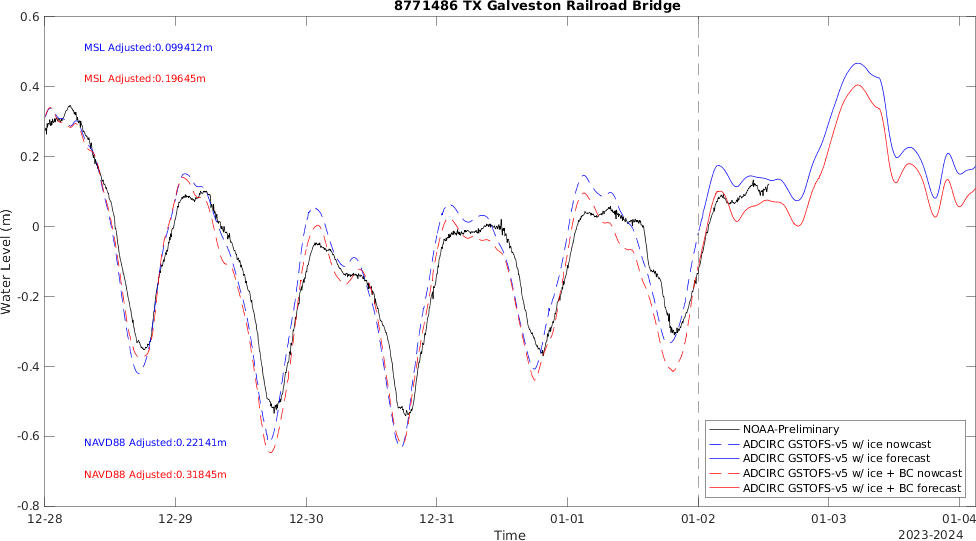 8771486 TX Galveston Railroad Bridge
0.6
0.4
0.2
0
-0.2
-0.4
-0.6
-0.8
Water Level (m)
MSL Adjusted:0.099412m
MSL Adjusted:0.19645m
NAVD88 Adjusted:0.22141m
NAVD88 Adjusted:0.31845m
NOAA-Preliminary
ADCIRC GSTOFS-v5 w/ ice nowcast
ADCIRC GSTOFS-v5 w/ ice forecast
ADCIRC GSTOFS-v5 w/ ice + BC nowcast
ADCIRC GSTOFS-v5 w/ ice + BC forecast
12-28 12-29 12-30 12-31 01-01 01-02 01-03 01-04
Time
2023-2024